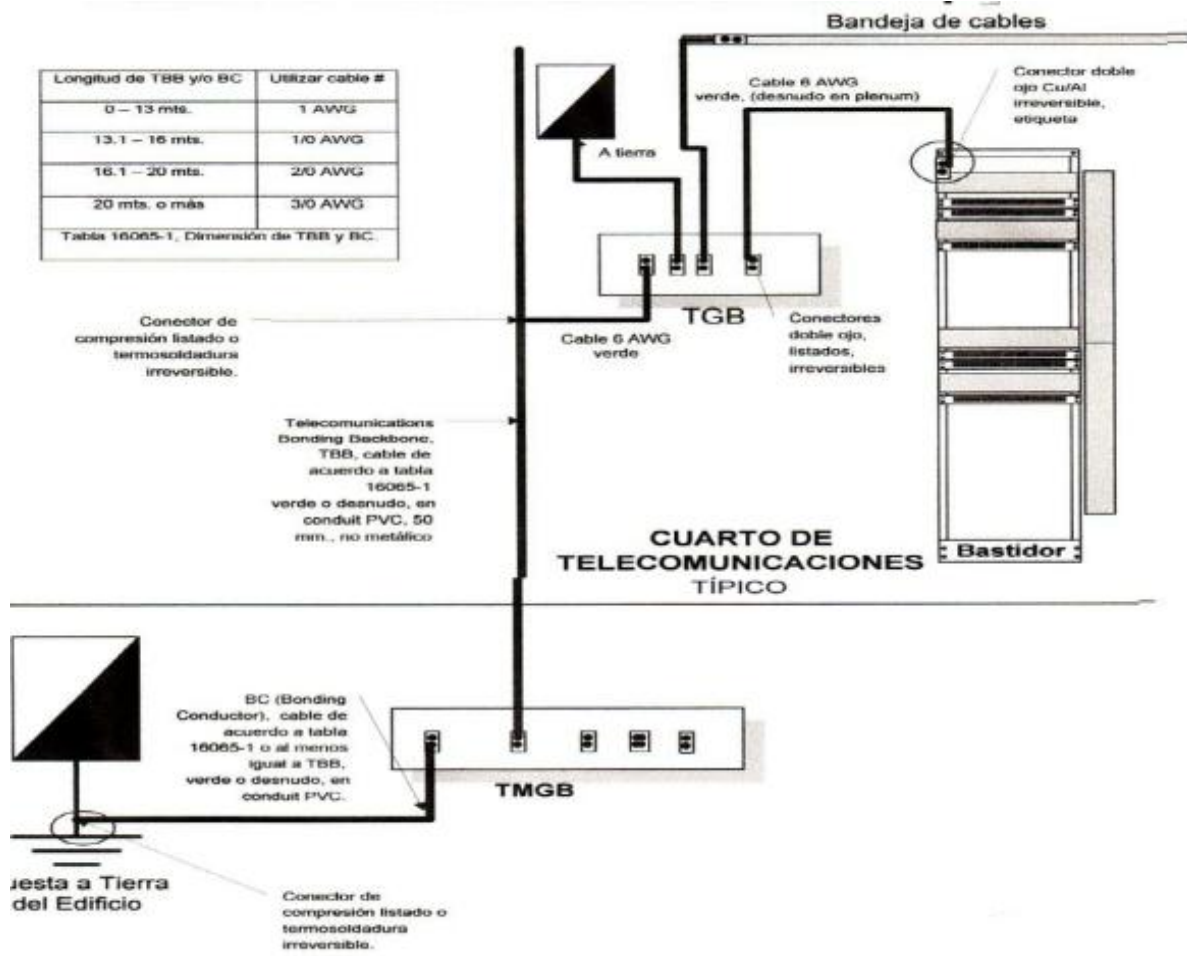 Bandeja de cables
Longitud de TBB y/o BC
Utilizar cable #
0 – 13 mts.
1 AWG
13.1 – 16 mts.
1/0 AWG
16.1 – 20 mts.
2/0 AWG
20 mts. o más
3/0 AWG
Tabla 16065-1, Dimensión de TBB y BC.
A tierra
Cable 6 AWG
verde, (desnudo en plenum)
Conector doble
ojo Cu/Al
irreversible,
etiqueta
Conector de
compresión listado o
termosoldadura
irreversible.
TGB
Cable 6 AWG
verde
Conectores
doble ojo,
listados,
irreversibles
Telecomunications
Bonding Backbone,
TBB, cable de
acuerdo a tabla
16065-1
verde o desnudo, en
conduit PVC, 50
mm., no metálico
CUARTO DE
TELECOMUNICACIONES
TÍPICO
Bastidor
BC (Bonding
Conductor), cable de
acuerdo a tabla
16065-1 o al menos
igual a TBB,
verde o desnudo, en
conduit PVC.
TMGB
uesta a Tierra
del Edificio
Conector de
compresión listado o
termosoldadura
irreversible.